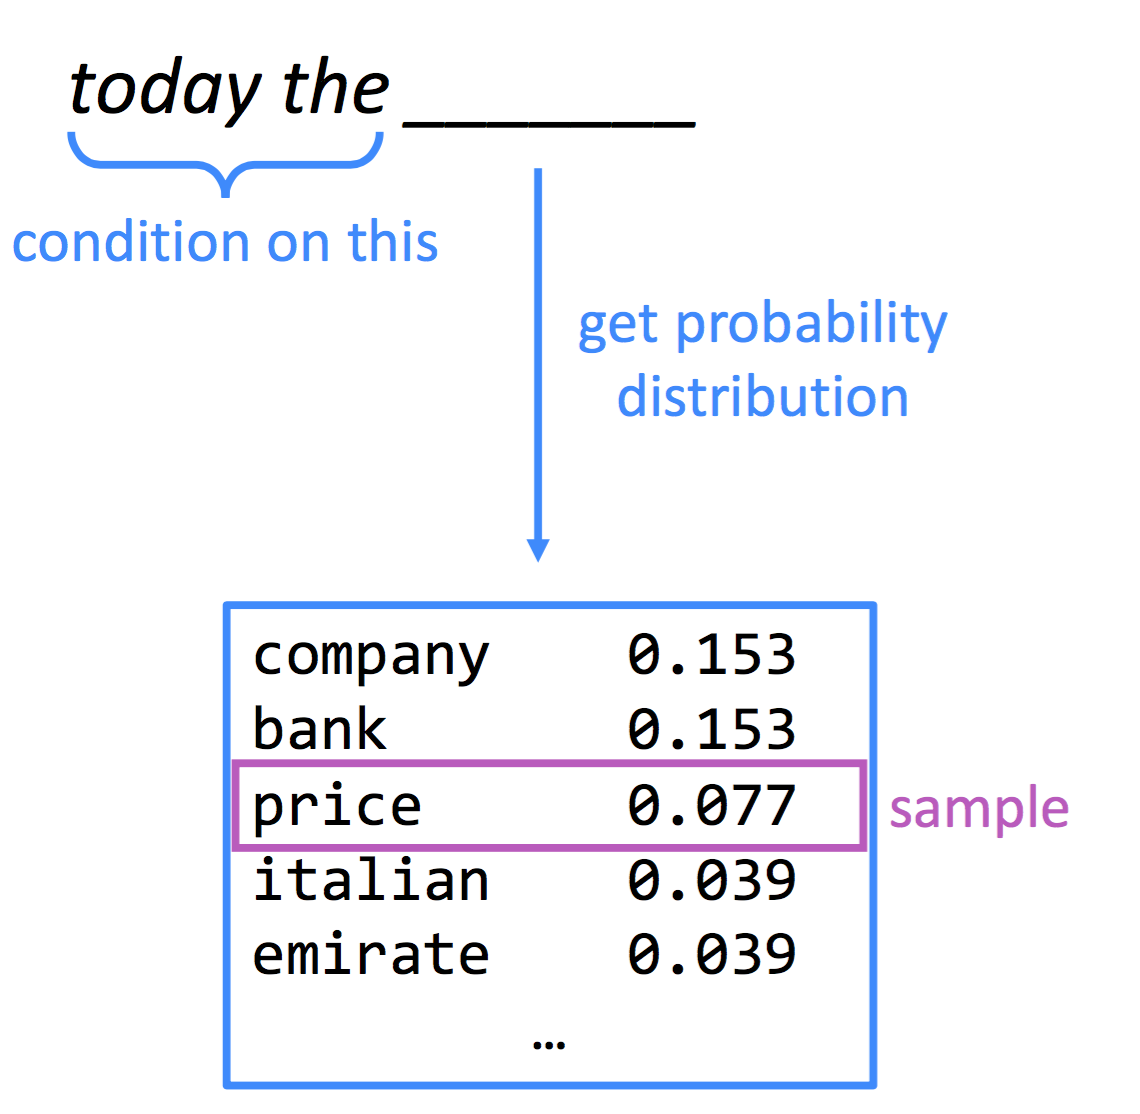 today the _______
condition on this
get probability
distribution
company 0.153
bank 0.153
price 0.077
sample
italian 0.039
emirate 0.039
…